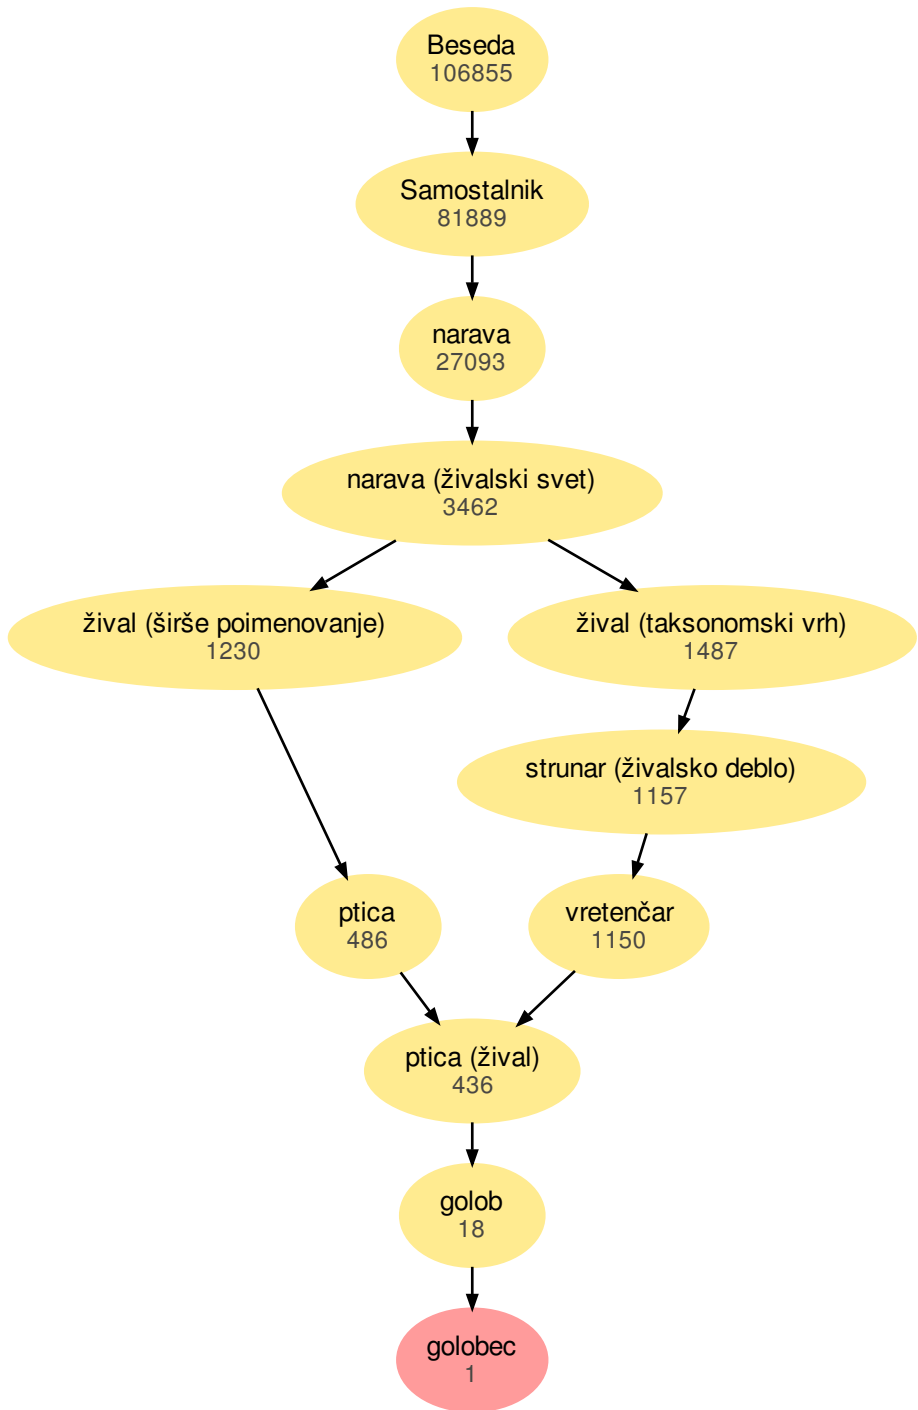 Beseda
106855
Samostalnik
81889
narava
27093
narava (živalski svet)
3462
žival (širše poimenovanje)
1230
žival (taksonomski vrh)
1487
strunar (živalsko deblo)
1157
ptica
486
vretenčar
1150
ptica (žival)
436
golob
18
golobec
1